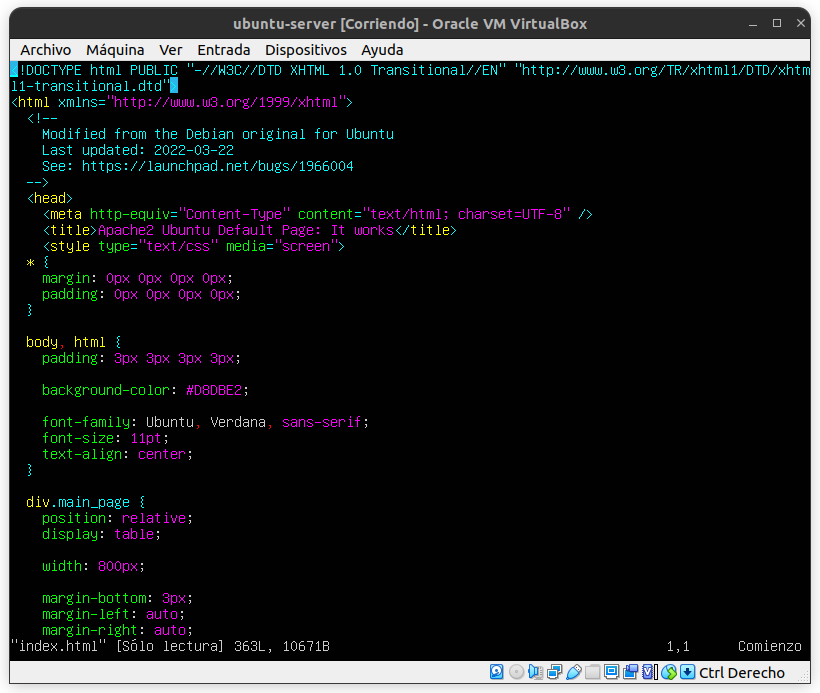 ubuntu-server [Corriendo] - Oracle VM VirtualBox
Archivo Máquina Ver Entrada Dispositivos Ayuda
<!DOCTYPE html PUBLIC "-//W3C//DTD XHTML 1.0 Transitional//EN" "http://www.w3.org/TR/xhtml1/DTD/xhtm
l1-transitional.dtd">
<html xmlns="http://www.w3.org/1999/xhtml">
  <!--
    Modified from the Debian original for Ubuntu
    Last updated: 2022-03-22
    See: https://launchpad.net/bugs/1966004
  -->
  <head>
    <meta http-equiv="Content-Type" content="text/html; charset=UTF-8" />
    <title>Apache2 Ubuntu Default Page: It works</title>
    <style type="text/css" media="screen">
  * {
    margin: 0px 0px 0px 0px;
    padding: 0px 0px 0px 0px;
  }
  body, html {
    padding: 3px 3px 3px 3px;
    background-color: #D8DBE2;
    font-family: Ubuntu, Verdana, sans-serif;
    font-size: 11pt;
    text-align: center;
  }
  div.main_page {
    position: relative;
    display: table;
    width: 800px;
    margin-bottom: 3px;
    margin-left: auto;
    margin-right: auto;
"index.html" [Sólo lectura] 363L, 10671B 1,1 Comienzo
Ctrl Derecho